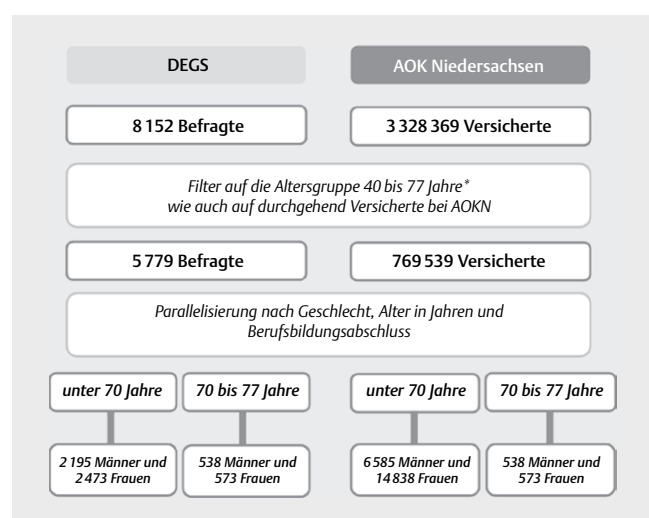 DEGS
AOK Niedersachsen
8 152 Befragte
3 328 369 Versicherte
Filter auf die Altersgruppe 40 bis 77 Jahre*
wie auch auf durchgehend Versicherte bei AOKN
5 779 Befragte
769 539 Versicherte
Parallelisierung nach Geschlecht, Alter in Jahren und
Berufsbildungsabschluss
unter 70 Jahre
70 bis 77 Jahre
unter 70 Jahre
70 bis 77 Jahre
2 195 Männer und
2 473 Frauen
538 Männer und
573 Frauen
6 585 Männer und
14 838 Frauen
538 Männer und
573 Frauen